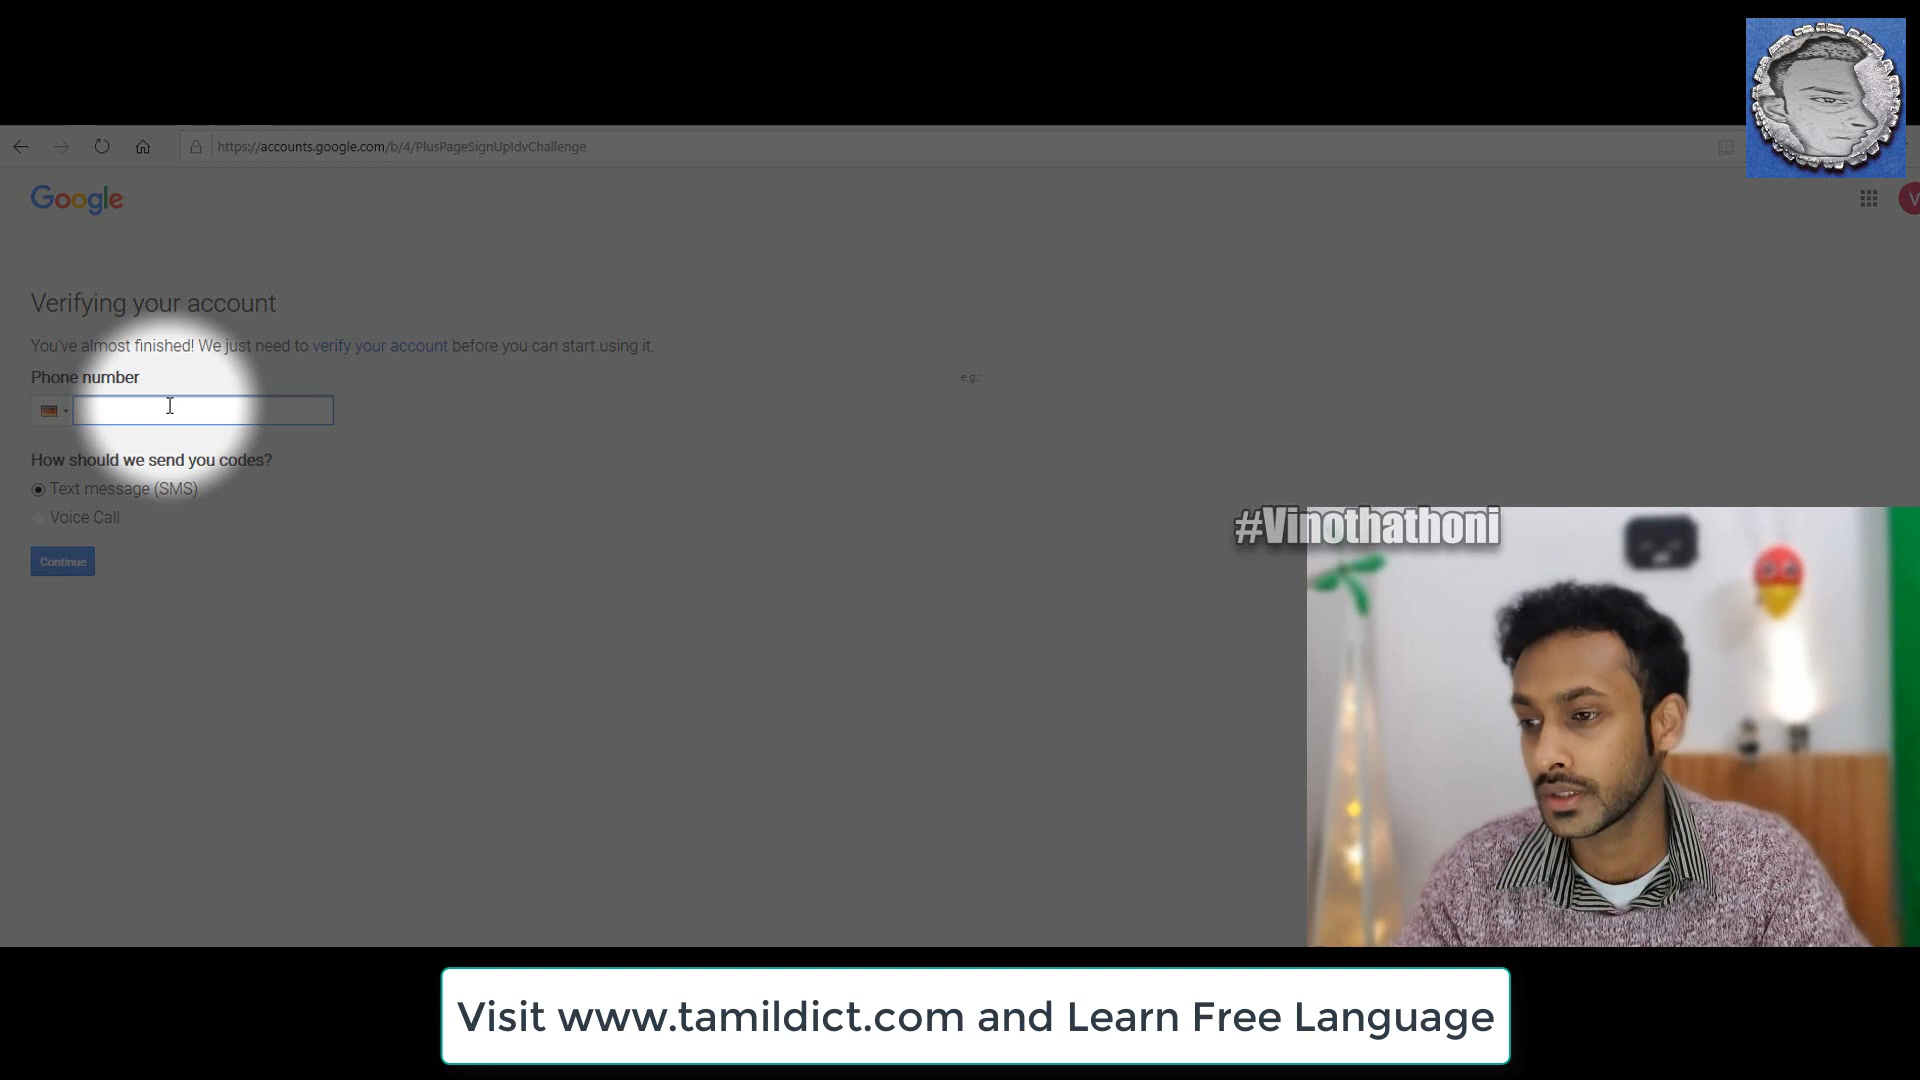 https://accounts.google.com/b/4/PlusPageSignUpIdvChallenge
Google
V
Verifying your account
You've almost finished! We just need to verify your account before you can start using it.
Phone number
e.g.'
How should we send you codes?
Text message (SMS)
Voice Call
Continue
#Vinothathoni
Visit www.tamildict.com and Learn Free Language